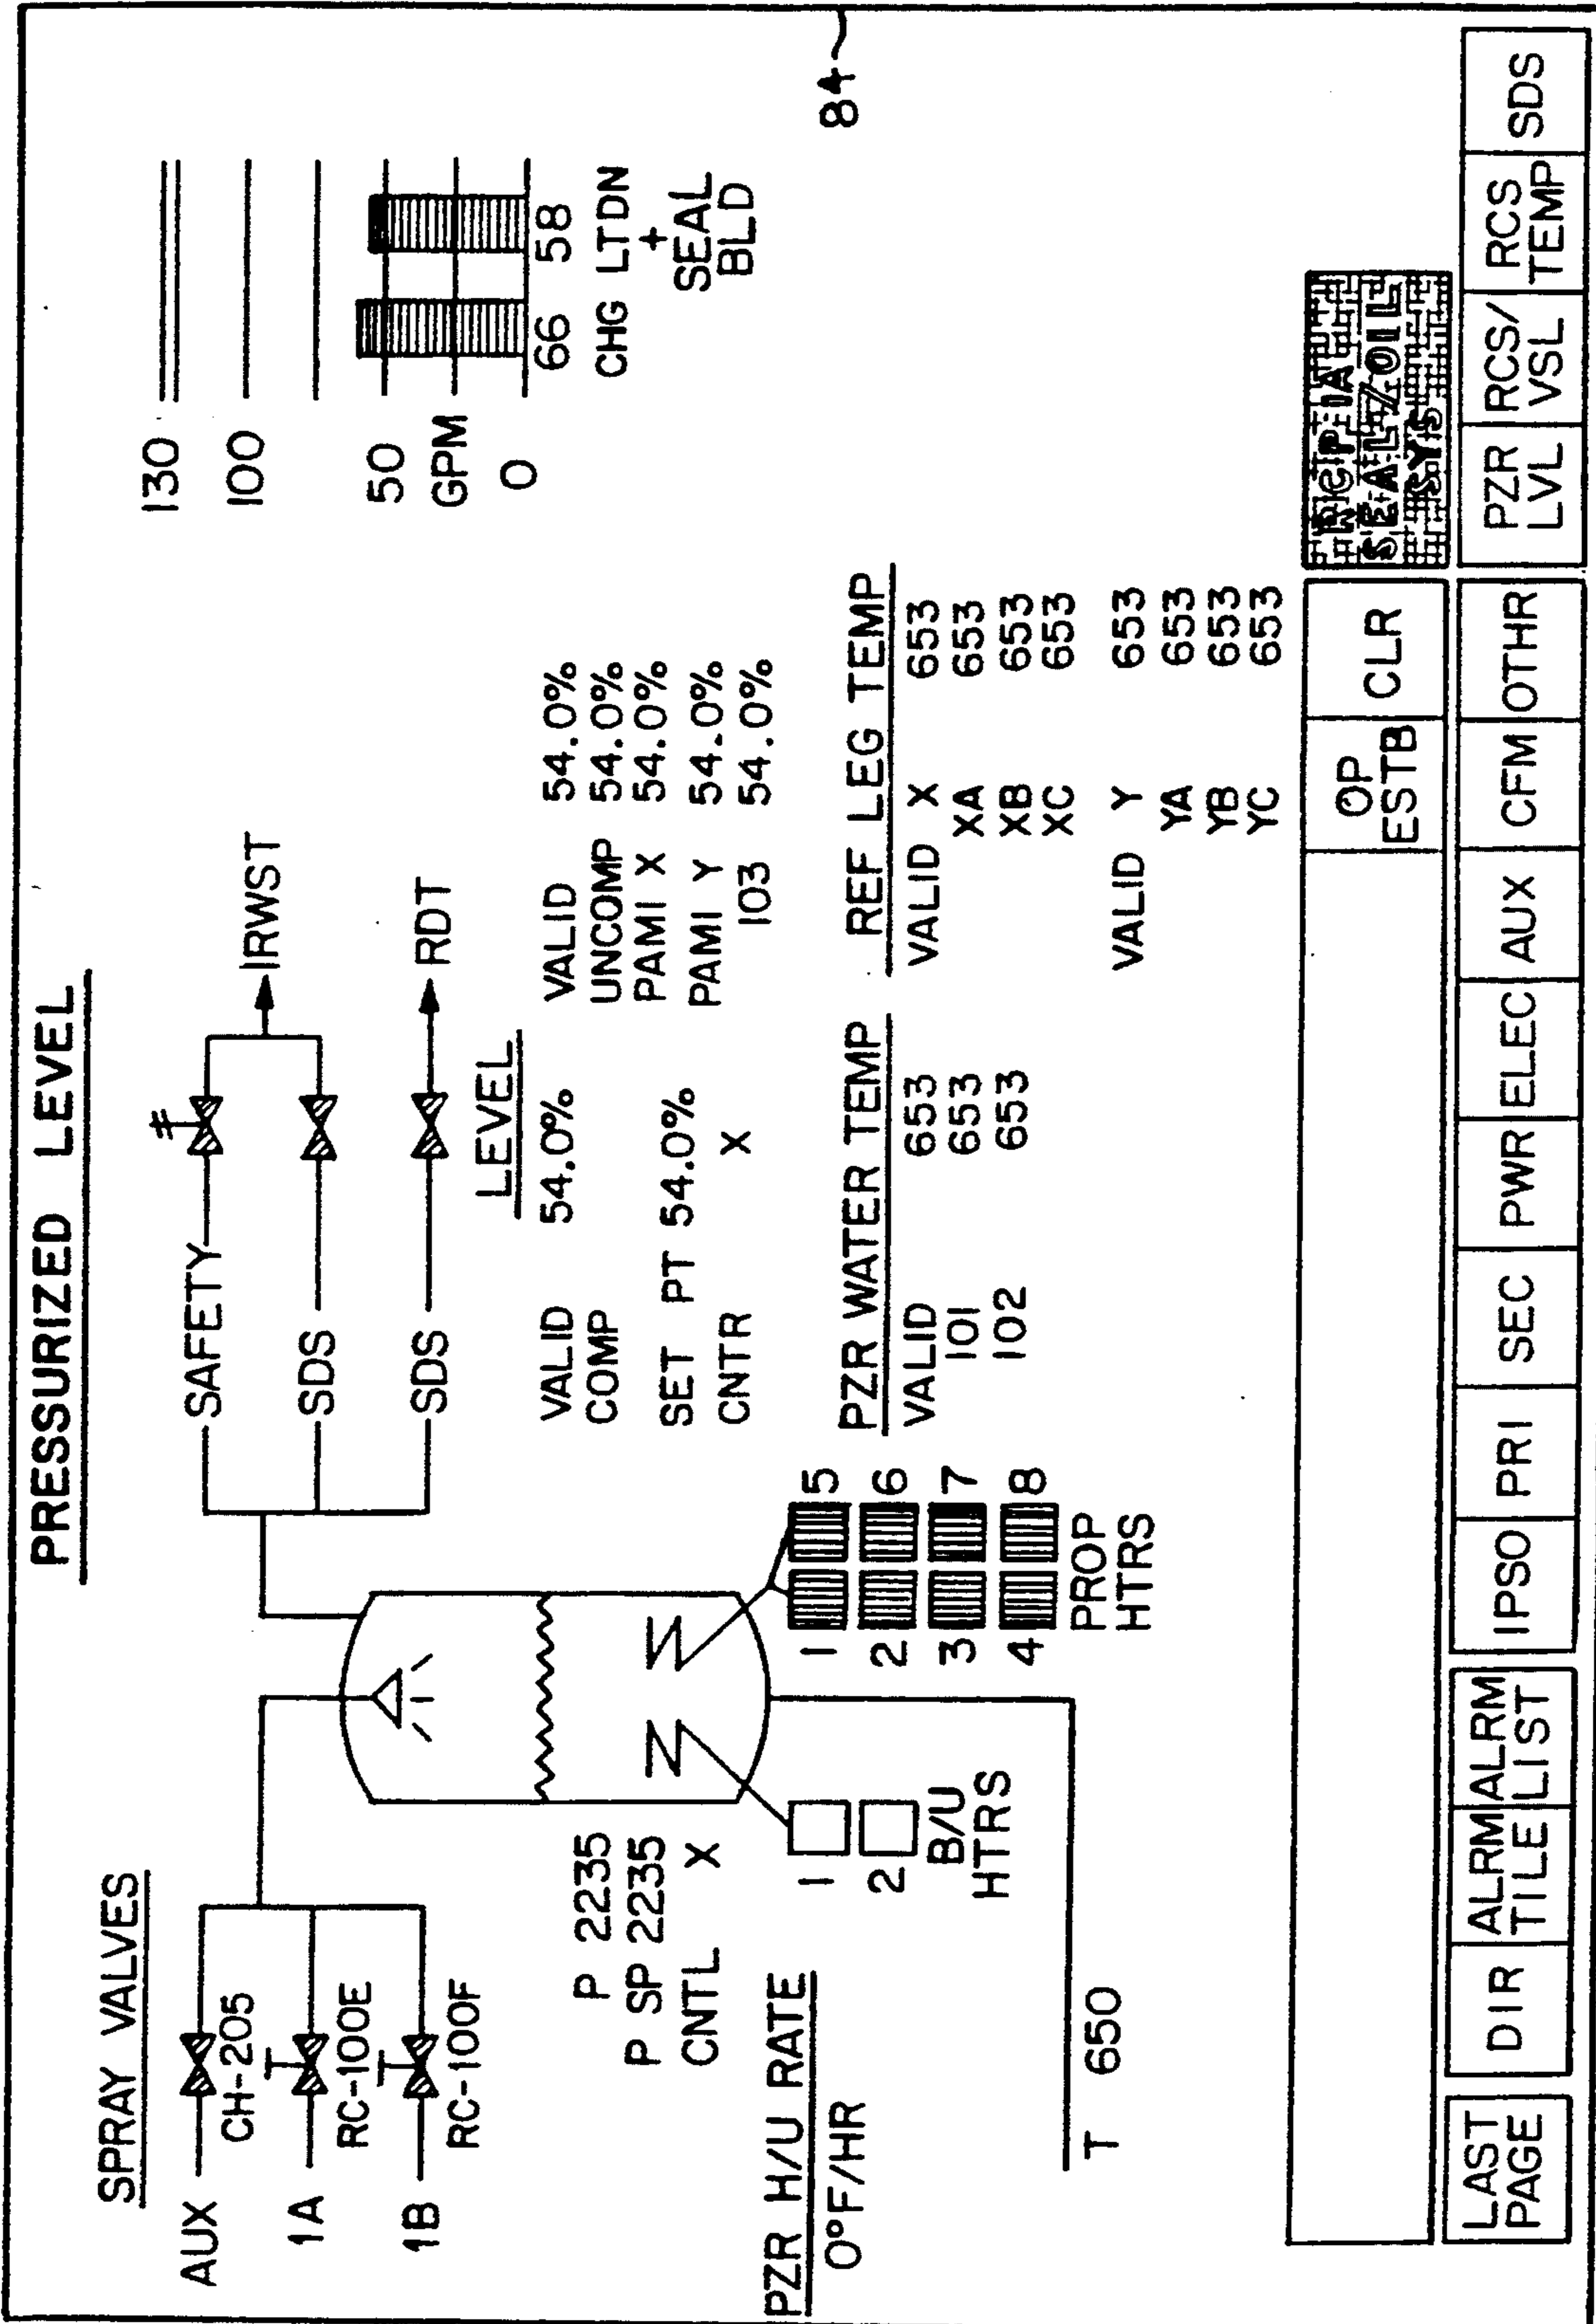 PRESSURIZED LEVEL
SPRAY VALVES
AUX
CH-205
1A
RC-100E
1B
RC-100F
P 2235
P SP 2235
CNTL X
PZR H/U RATE
0°F/HR
T 650
1
2
B/U
HTRS
1 5
2 6
3 7
4 8
PROP
HTRS
SAFETY
SDS
SDS
IRWST
RDT
LEVEL
VALID 54.0%
COMP
SET PT 54.0%
CNTR X
VALID 54.0%
UNCOMP 54.0%
PAMI X 54.0%
PAMI Y 54.0%
103 54.0%
PZR WATER TEMP
VALID 653
101 653
102 653
REF LEG TEMP
VALID X 653
XA 653
XB 653
XC 653
VALID Y 653
YA 653
YB 653
YC 653
130
100
50
GPM
0
66 58
CHG LTDN
+
SEAL
BLD
84
OP
ESTB
CLR
RCP 1A
SEAL/OIL
SYS
LAST
PAGE
DIR
ALRM
TILE
ALRM
LIST
IPSO
PRI
SEC
PWR
ELEC
AUX
CFM
OTHR
PZR
LVL
RCS/
VSL
RCS
TEMP
SDS